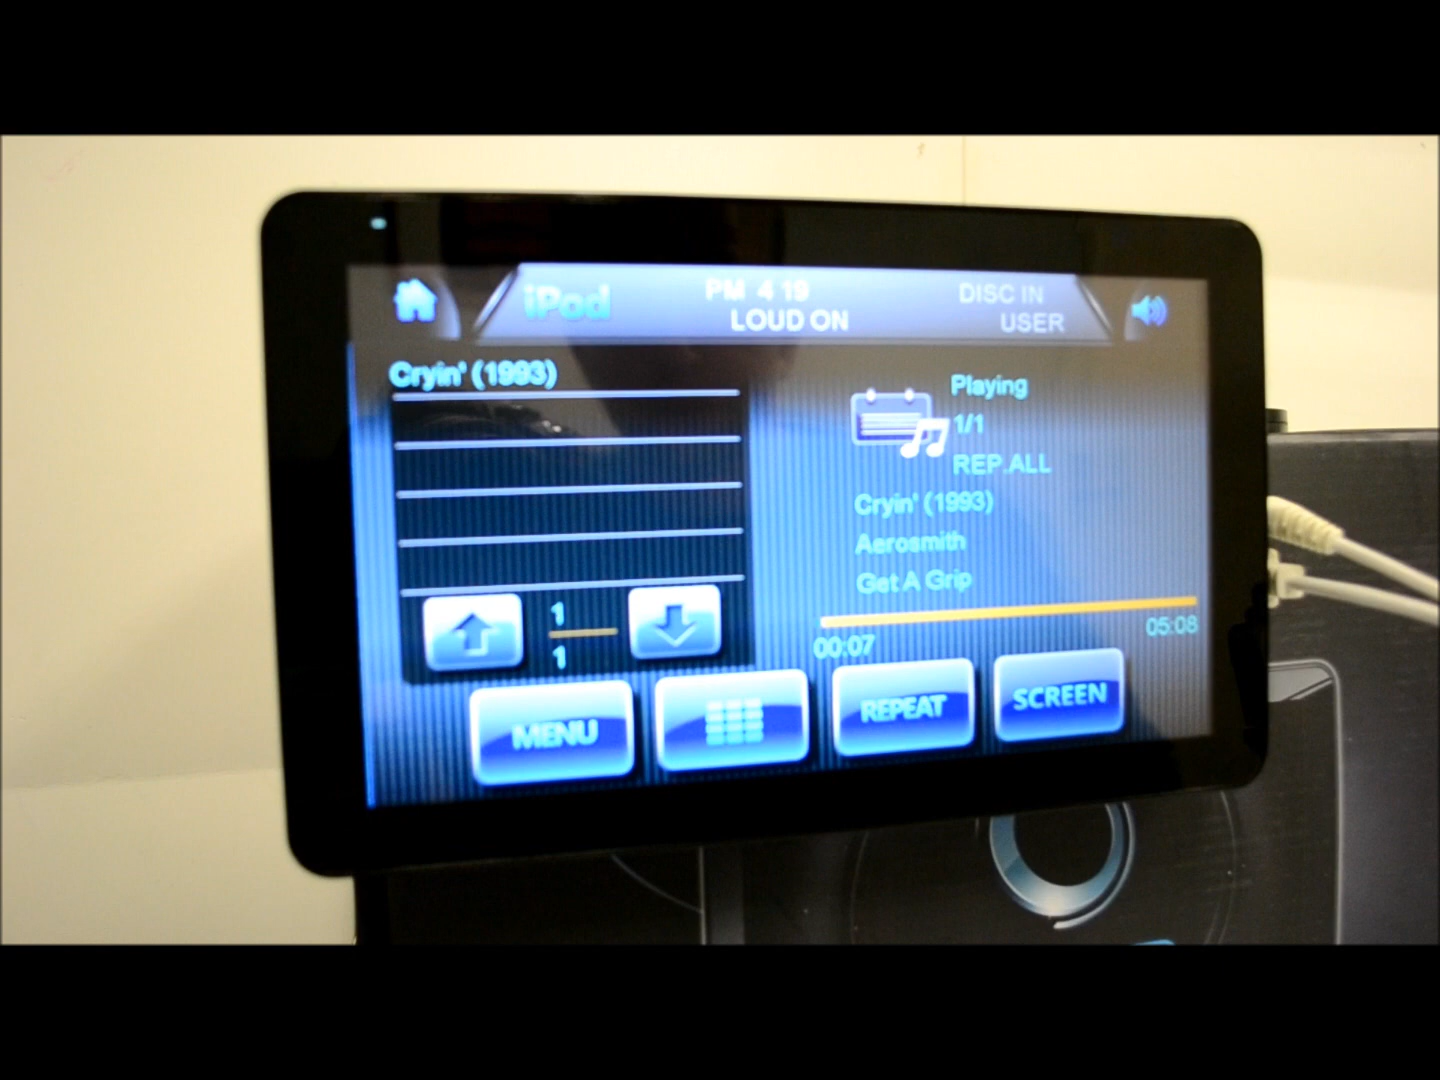 iPod
PM 4 19
LOUD ON
DISC IN
USER
Cryin' (1993)
1
1
Playing
1/1
REP.ALL
Cryin' (1993)
Aerosmith
Get A Grip
00:07
05:08
MENU
REPEAT
SCREEN